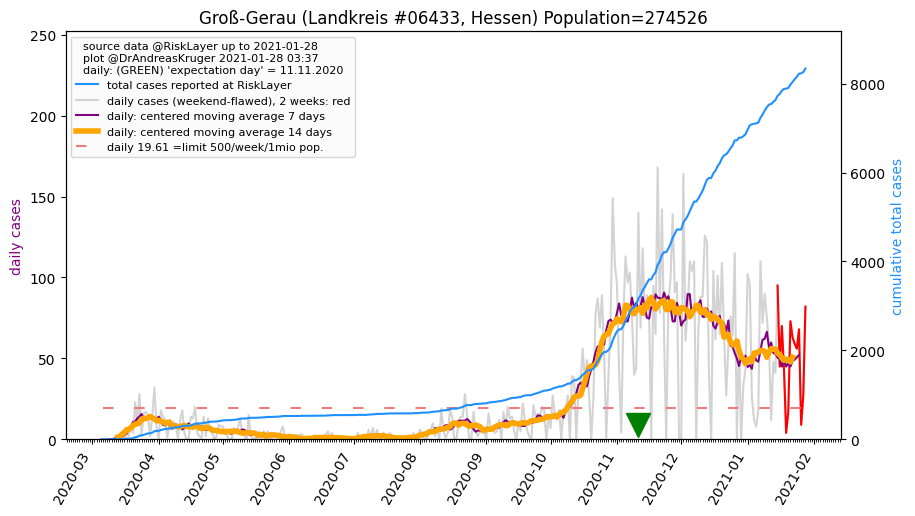 Groß-Gerau (Landkreis #06433, Hessen) Population=274526
source data @RiskLayer up to 2021-01-28
plot @DrAndreasKruger 2021-01-28 03:37
daily: (GREEN) 'expectation day' = 11.11.2020
total cases reported at RiskLayer
daily cases (weekend-flawed), 2 weeks: red
daily: centered moving average 7 days
daily: centered moving average 14 days
daily 19.61 =limit 500/week/1mio pop.
daily cases
250
200
150
100
50
0
cumulative total cases
8000
6000
4000
2000
0
2020-03
2020-04
2020-05
2020-06
2020-07
2020-08
2020-09
2020-10
2020-11
2020-12
2021-01
2021-02